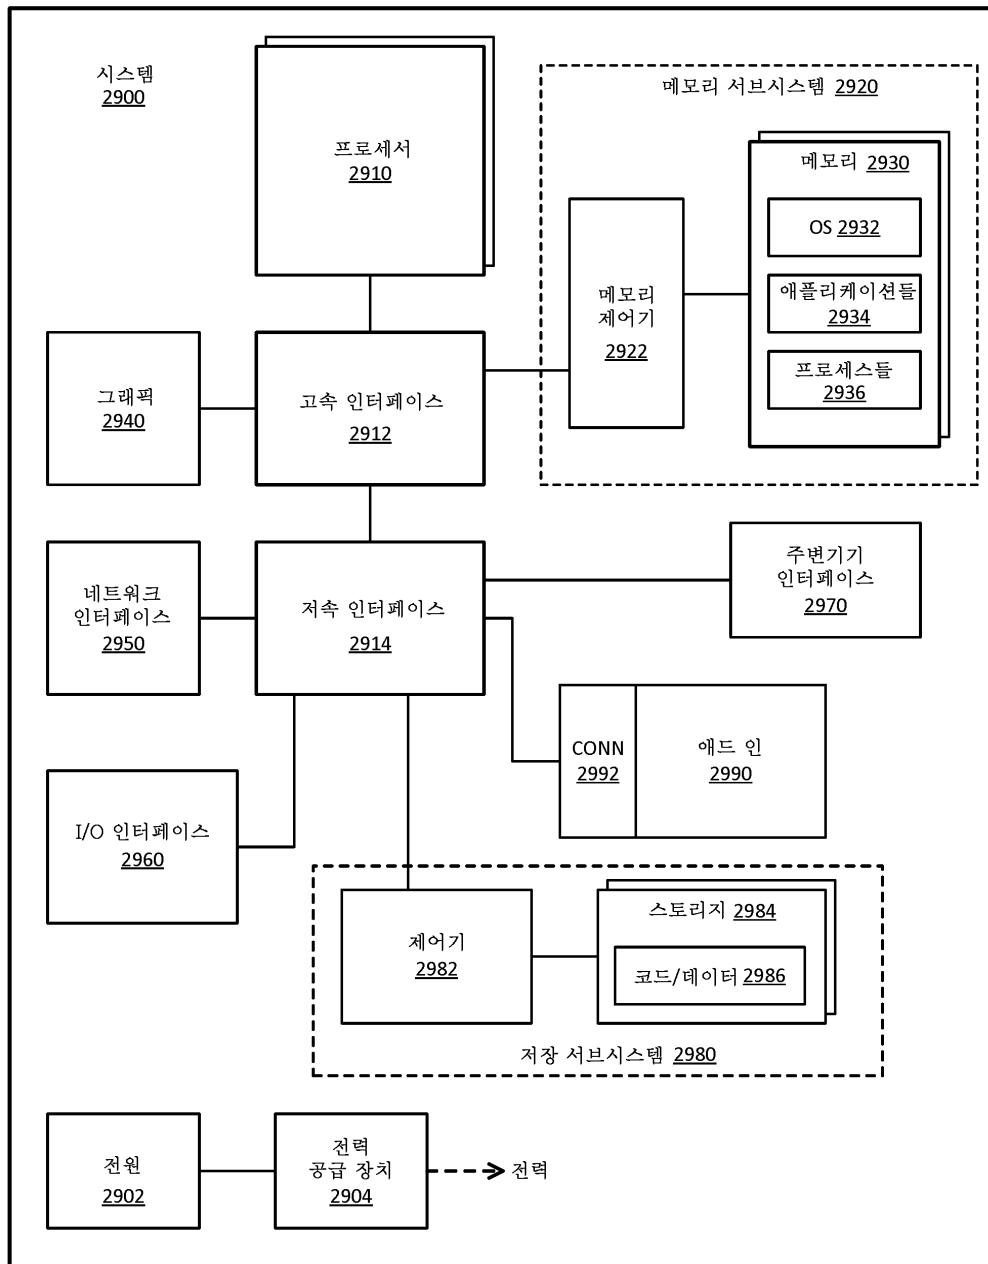 시스템
2900
프로세서
2910
메모리 서브시스템 2920
메모리 2930
OS 2932
애플리케이션들
2934
프로세스들
2936
메모리
제어기
2922
그래픽
2940
고속 인터페이스
2912
네트워크
인터페이스
2950
저속 인터페이스
2914
주변기기
인터페이스
2970
CONN
2992
애드 인
2990
I/O 인터페이스
2960
제어기
2982
스토리지 2984
코드/데이터 2986
저장 서브시스템 2980
전원
2902
전력
공급 장치
2904
전력